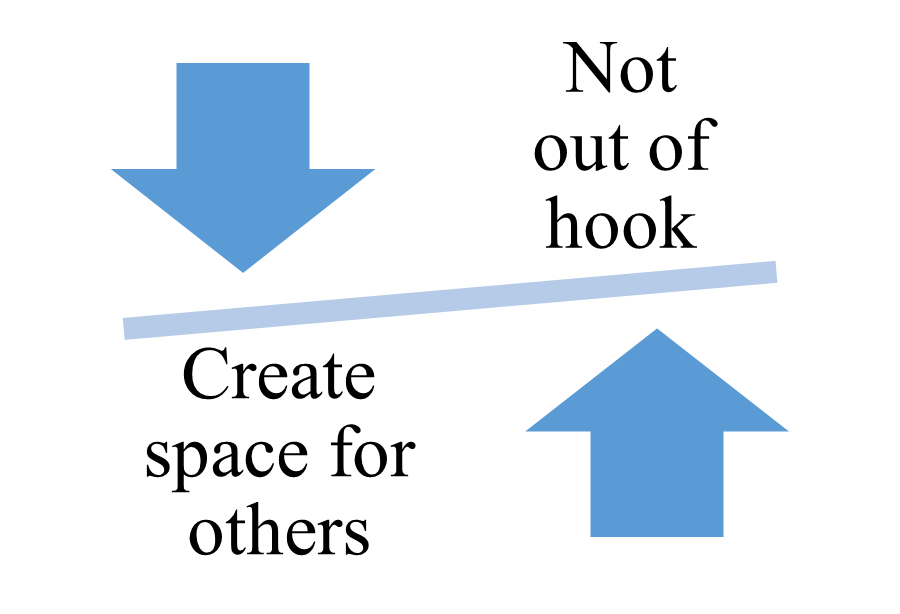 Not
out of
hook
Create
space for
others